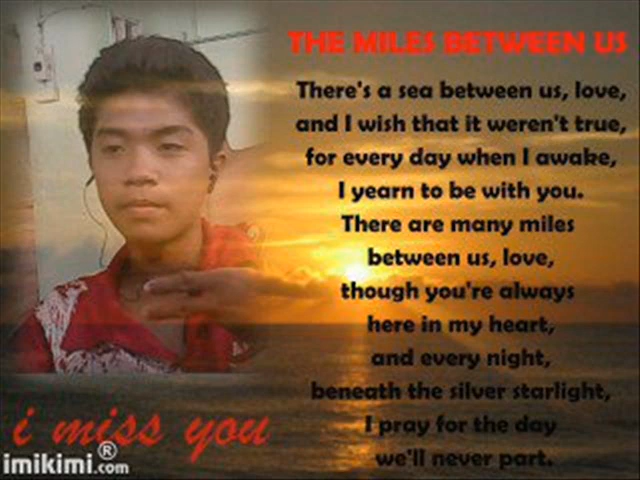 THE MILES BETWEEN US
There's a sea between us, love,
and I wish that it weren't true,
for every day when I awake,
I yearn to be with you.
There are many miles
between us, love,
though you're always
here in my heart,
and every night,
beneath the silver starlight,
I pray for the day
we'll never part.
i miss you
imikimi®.com